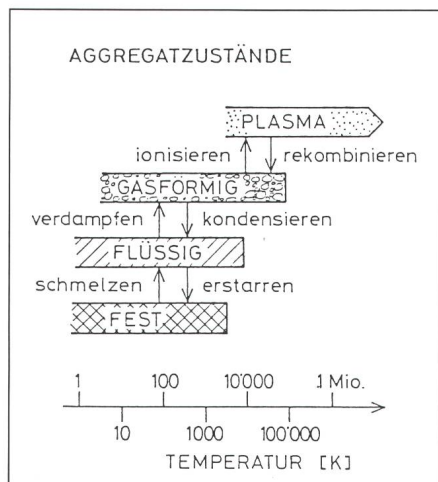 AGGREGATZUSTÄNDE
PLASMA
ionisieren rekombinieren
GASFÖRMIG
verdampfen kondensieren
FLÜSSIG
schmelzen erstarren
FEST
1 100 10'000 1 Mio.
10 1000 100'000
TEMPERATUR [K]